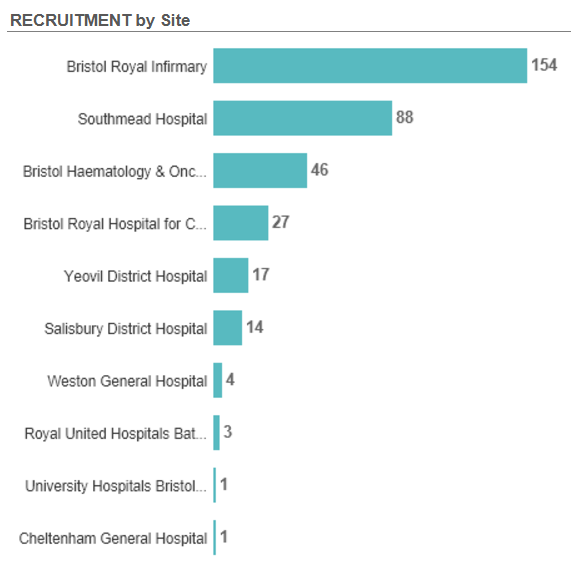 RECRUITMENT by Site
Bristol Royal Infirmary 154
Southmead Hospital 88
Bristol Haematology & Onc... 46
Bristol Royal Hospital for C... 27
Yeovil District Hospital 17
Salisbury District Hospital 14
Weston General Hospital 4
Royal United Hospitals Bat... 3
University Hospitals Bristol... 1
Cheltenham General Hospital 1